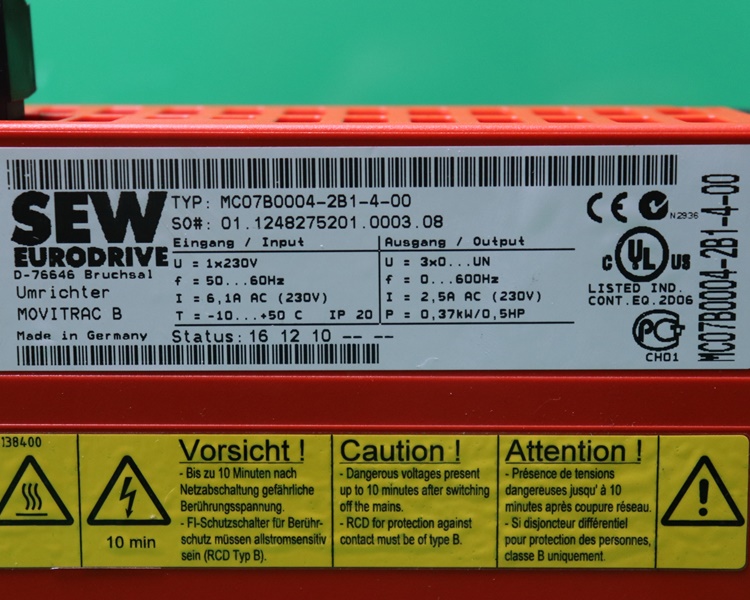 SEW
EURODRIVE
D-76646 Bruchsal
Umrichter
MOVITRAC B
Made in Germany
TYP: MC07B0004-2B1-4-00
SO#: 01.1248275201.0003.08
Eingang / Input
U = 1x230V
f = 50...60Hz
I = 6,1A AC (230V)
T = -10...+50 C IP 20
Ausgang / Output
U = 3x0...UN
f = 0...600Hz
I = 2,5A AC (230V)
P = 0,37kW/0,5HP
Status: 16 12 10 -- --
CE
N2936
C UL US
LISTED IND.
CONT.EQ.2D06
PCT
CH01
MC07B0004-2B1-4-00
138400
10 min
Vorsicht !
- Bis zu 10 Minuten nach
Netzabschaltung gefährliche
Berührungsspannung.
- FI-Schutzschalter für Berühr-
schutz müssen allstromsensitiv
sein (RCD Typ B).
Caution !
- Dangerous voltages present
up to 10 minutes after switching
off the mains.
- RCD for protection against
contact must be of type B.
Attention !
- Présence de tensions
dangereuses jusqu' à 10
minutes après coupure réseau.
- Si disjoncteur différentiel
pour protection des personnes,
classe B uniquement.